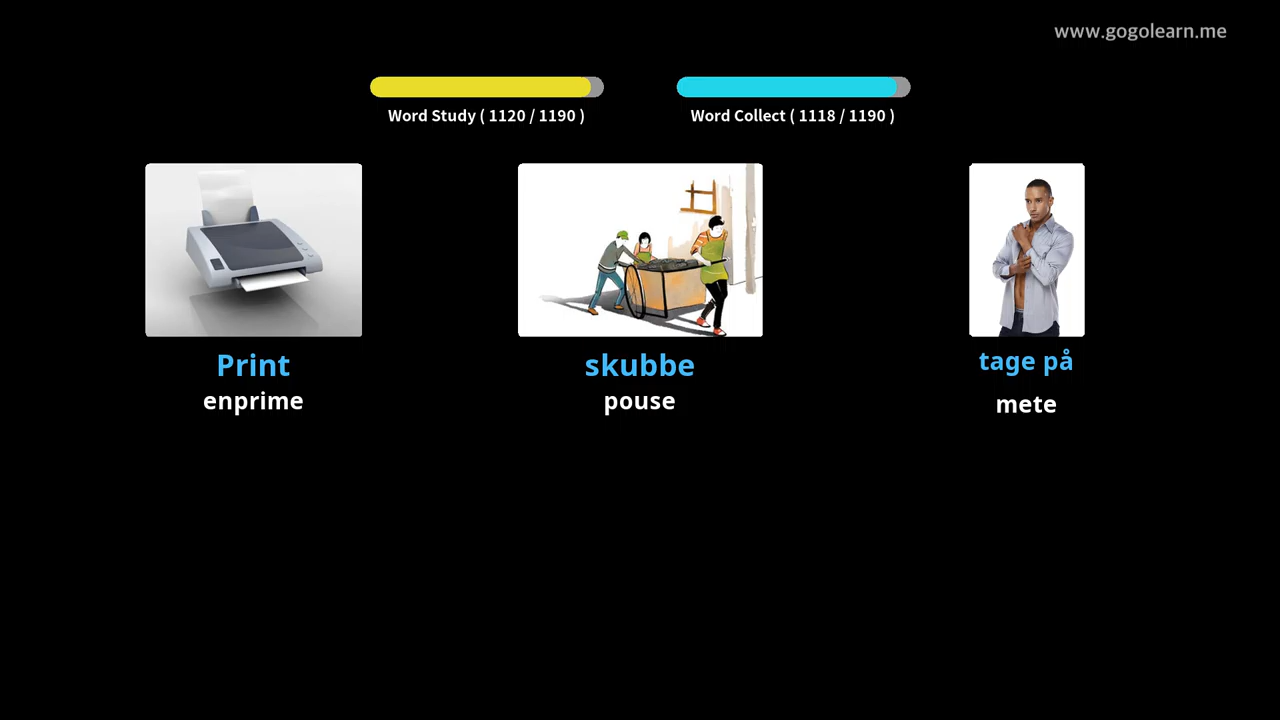 www.gogolearn.me
Word Study ( 1120 / 1190 )
Word Collect ( 1118 / 1190 )
Print
enprime
skubbe
pouse
tage på
mete